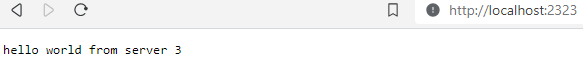 http://localhost:2323
hello world from server 3